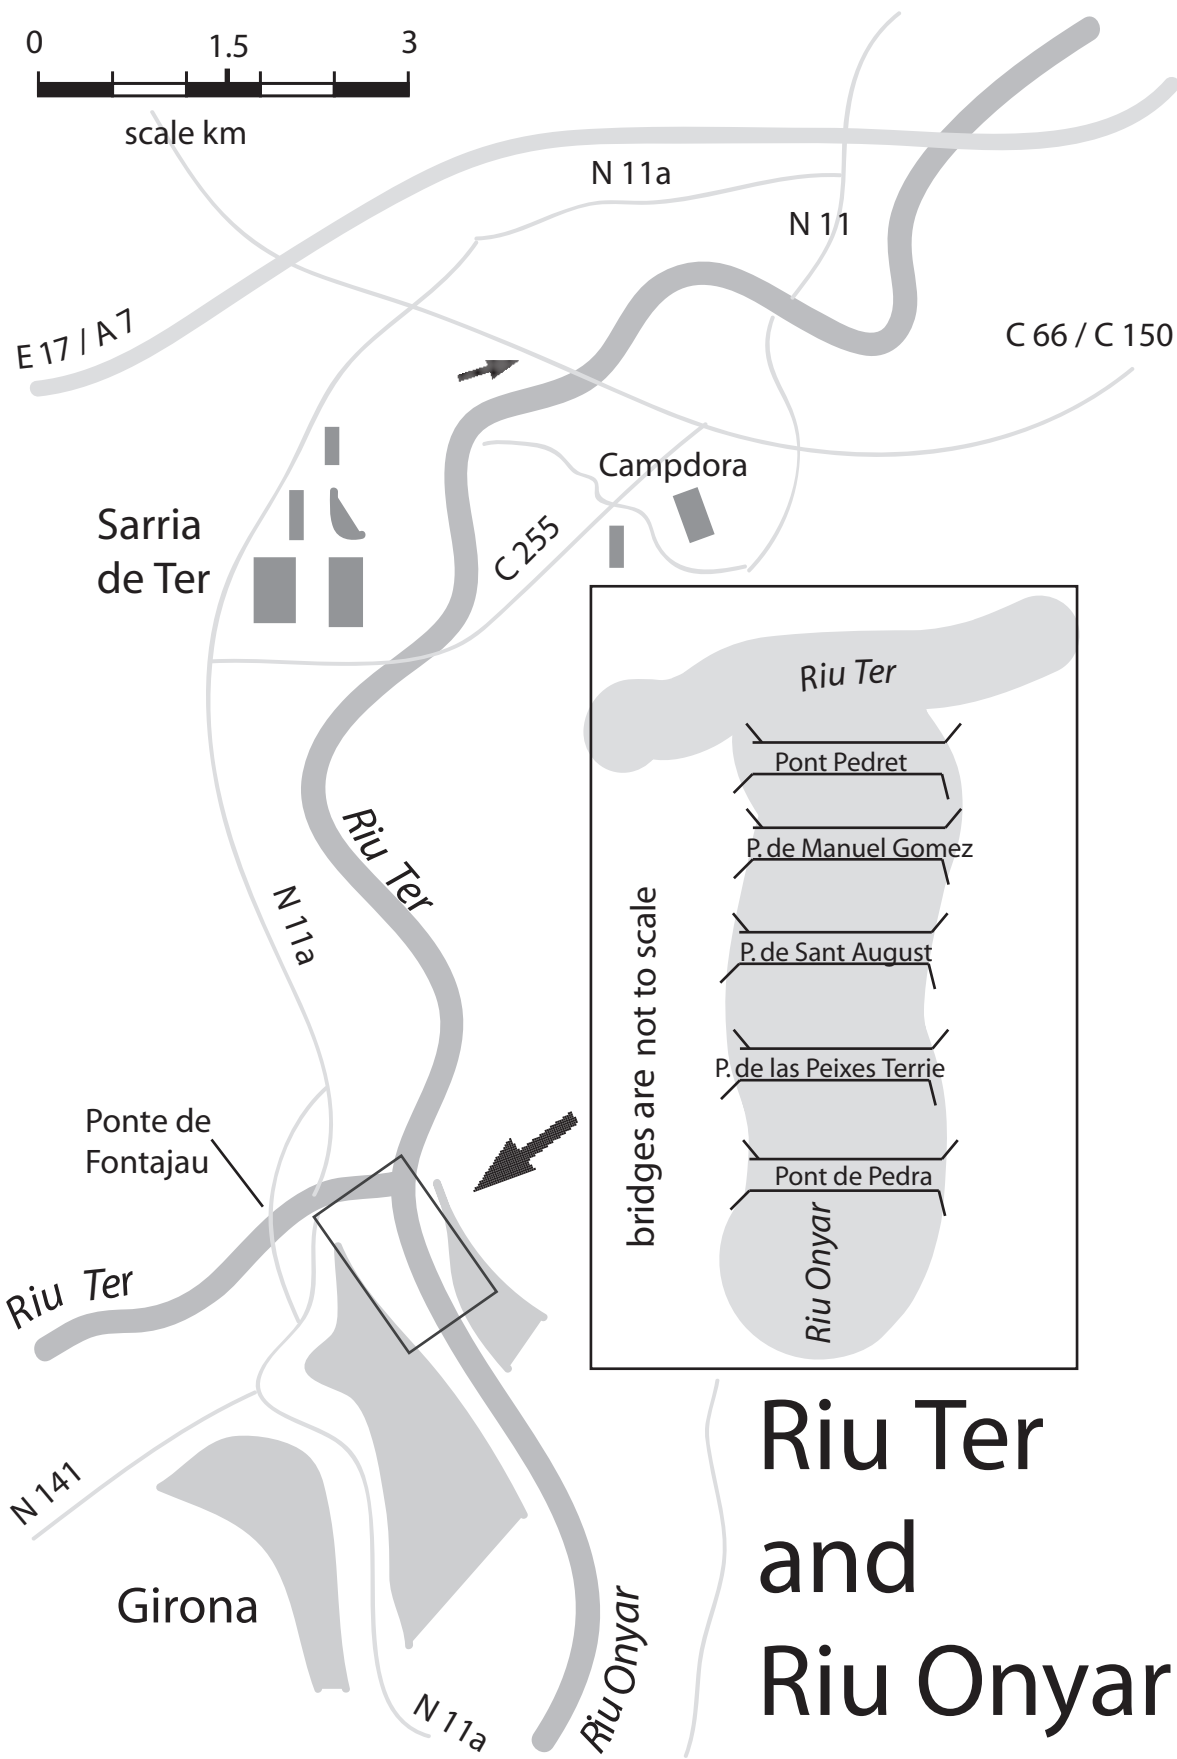 0
1.5
3
scale km
N 11a
N 11
E 17 / A 7
C 66 / C 150
Campdora
Sarria
de Ter
C 255
Riu Ter
Pont Pedret
P. de Manuel Gomez
P. de Sant August
P. de las Peixes Terrie
Pont de Pedra
Riu Onyar
bridges are not to scale
Riu Ter
N 11a
Ponte de
Fontajau
Riu Ter
N 141
Girona
N 11a
Riu Onyar
Riu Ter
and
Riu Onyar